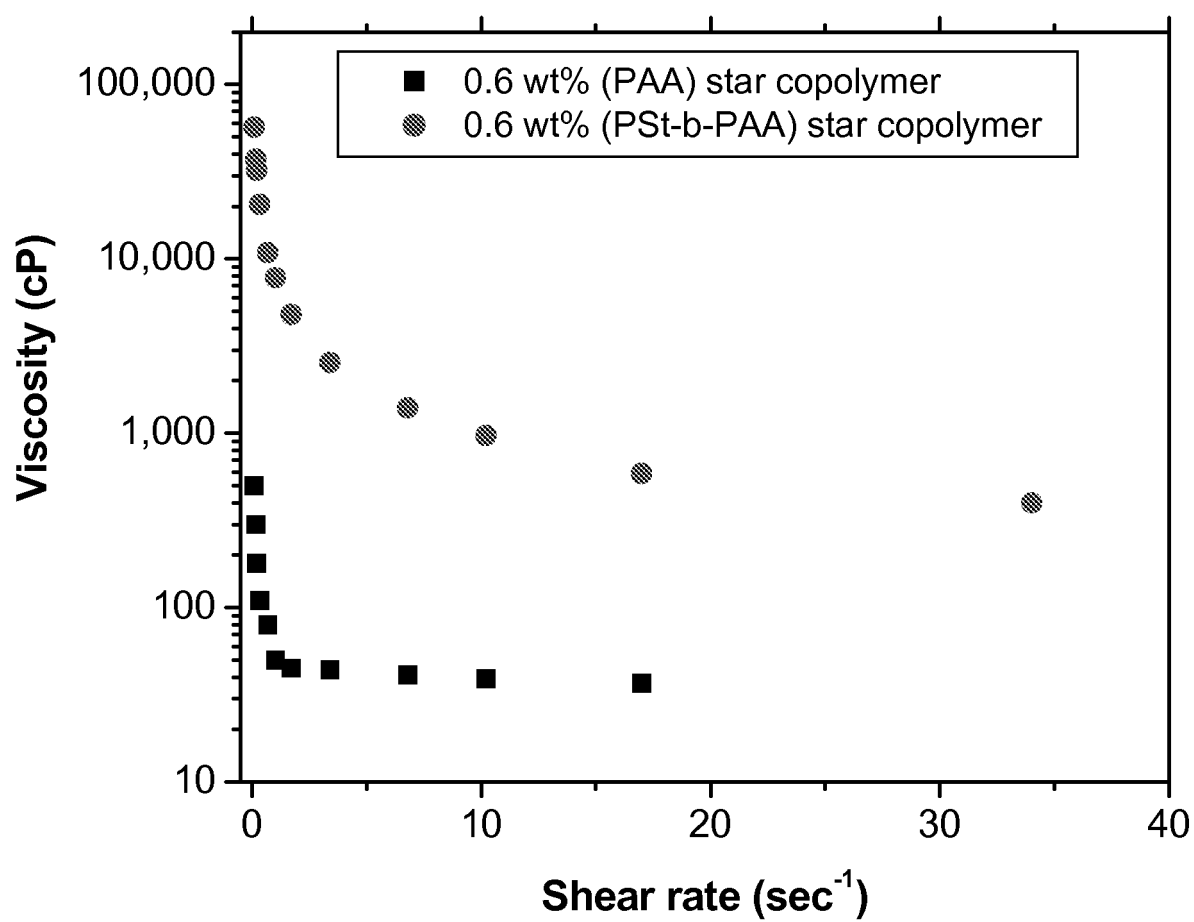 0.6 wt% (PAA) star copolymer
0.6 wt% (PSt-b-PAA) star copolymer
100,000
10,000
1,000
100
10
Viscosity (cP)
0 10 20 30 40
Shear rate (sec⁻¹)